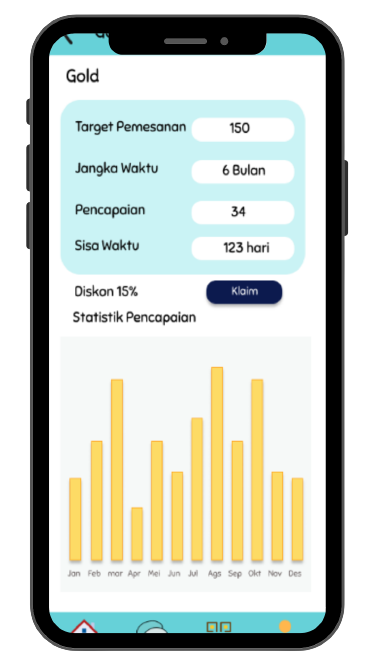 Gold
Target Pemesanan 150
Jangka Waktu 6 Bulan
Pencapaian 34
Sisa Waktu 123 hari
Diskon 15% Klaim
Statistik Pencapaian
Jan Feb mar Apr Mei Jun Jul Ags Sep Okt Nov Des